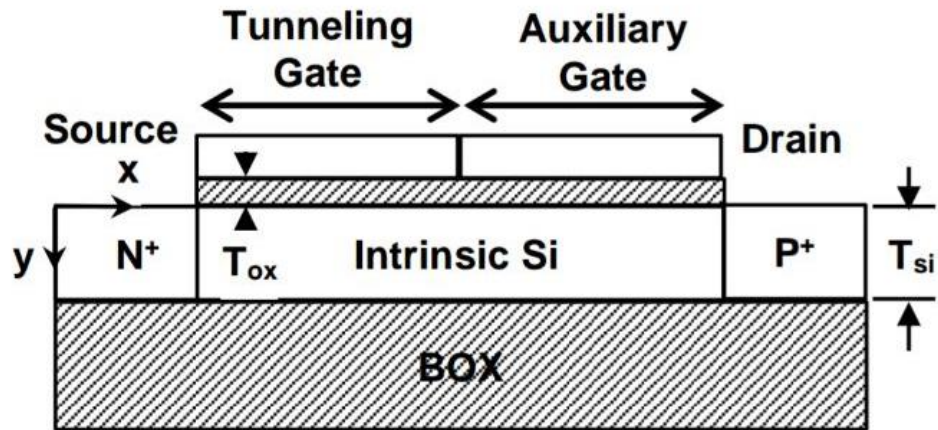 Tunneling
Gate
Auxiliary
Gate
Source
Drain
x
y
N⁺
Tox
Intrinsic Si
P⁺
Tsi
BOX